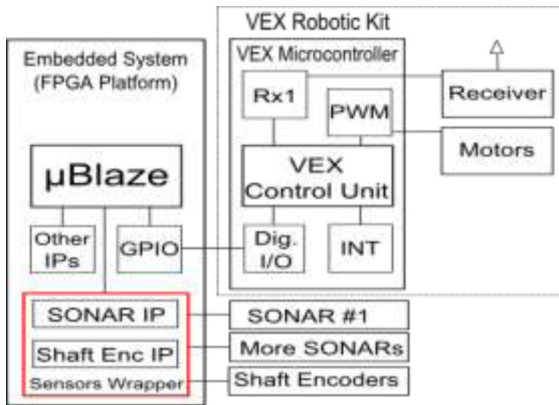 VEX Robotic Kit
Embedded System
(FPGA Platform)
VEX Microcontroller
Rx1
PWM
Receiver
Motors
µBlaze
VEX
Control Unit
Other
IPs
GPIO
Dig.
I/O
INT
SONAR IP
SONAR #1
Shaft Enc IP
More SONARs
Sensors Wrapper
Shaft Encoders